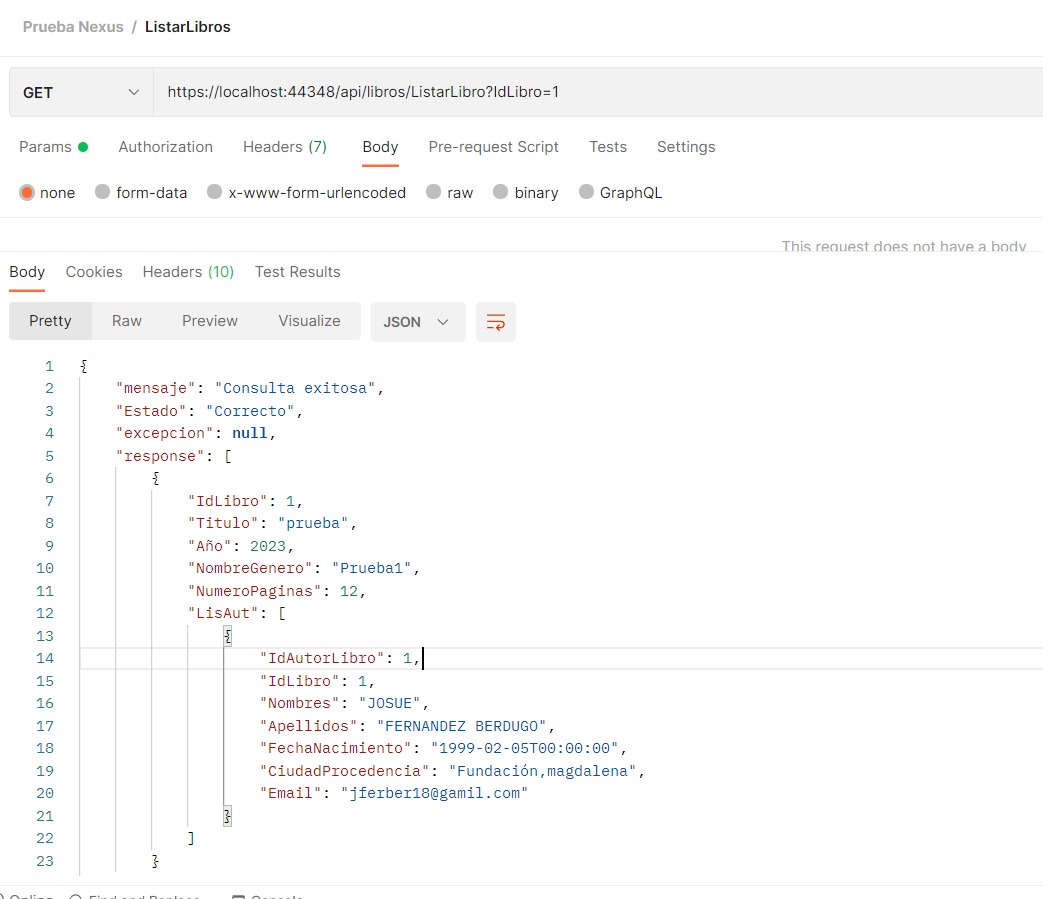 Prueba Nexus / ListarLibros
GET https://localhost:44348/api/libros/ListarLibro?IdLibro=1
Params Authorization Headers (7) Body Pre-request Script Tests Settings
none form-data x-www-form-urlencoded raw binary GraphQL
This request does not have a body
Body Cookies Headers (10) Test Results
Pretty Raw Preview Visualize JSON
1 {
2 "mensaje": "Consulta exitosa",
3 "Estado": "Correcto",
4 "excepcion": null,
5 "response": [
6 {
7 "IdLibro": 1,
8 "Titulo": "prueba",
9 "Año": 2023,
10 "NombreGenero": "Prueba1",
11 "NumeroPaginas": 12,
12 "LisAut": [
13 {
14 "IdAutorLibro": 1,
15 "IdLibro": 1,
16 "Nombres": "JOSUE",
17 "Apellidos": "FERNANDEZ BERDUGO",
18 "FechaNacimiento": "1999-02-05T00:00:00",
19 "CiudadProcedencia": "Fundación,magdalena",
20 "Email": "jferber18@gamil.com"
21 }
22 ]
23 }
Online Find and Replace Console